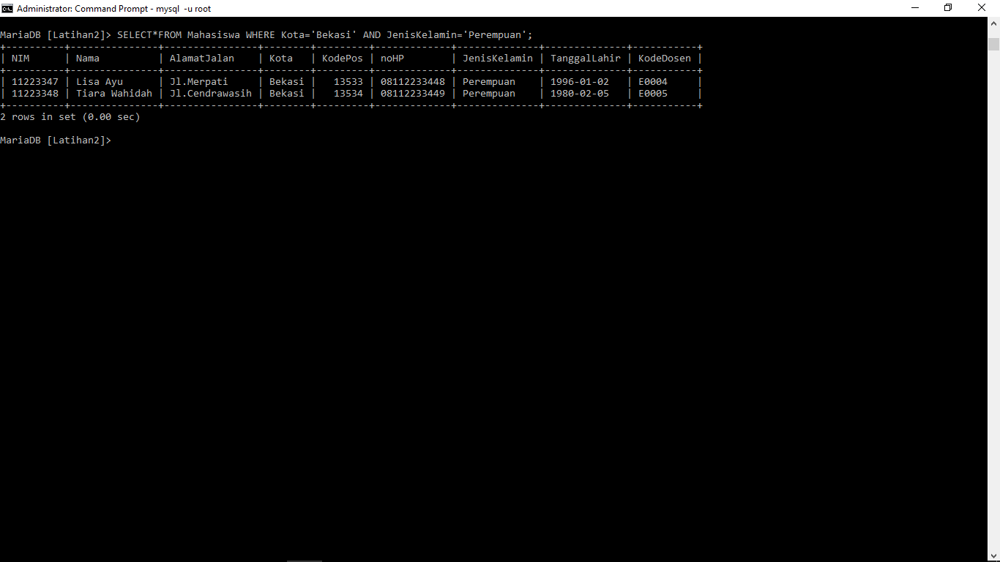 Administrator: Command Prompt - mysql  -u root
MariaDB [Latihan2]> SELECT*FROM Mahasiswa WHERE Kota='Bekasi' AND JenisKelamin='Perempuan';
+----------+---------------+----------------+--------+---------+-------------+--------------+--------------+-----------+
| NIM      | Nama          | AlamatJalan    | Kota   | KodePos | noHP        | JenisKelamin | TanggalLahir | KodeDosen |
+----------+---------------+----------------+--------+---------+-------------+--------------+--------------+-----------+
| 11223347 | Lisa Ayu      | Jl.Merpati     | Bekasi |   13533 | 08112233448 | Perempuan    | 1996-01-02   | E0004     |
| 11223348 | Tiara Wahidah | Jl.Cendrawasih | Bekasi |   13534 | 08112233449 | Perempuan    | 1980-02-05   | E0005     |
+----------+---------------+----------------+--------+---------+-------------+--------------+--------------+-----------+
2 rows in set (0.00 sec)
MariaDB [Latihan2]>